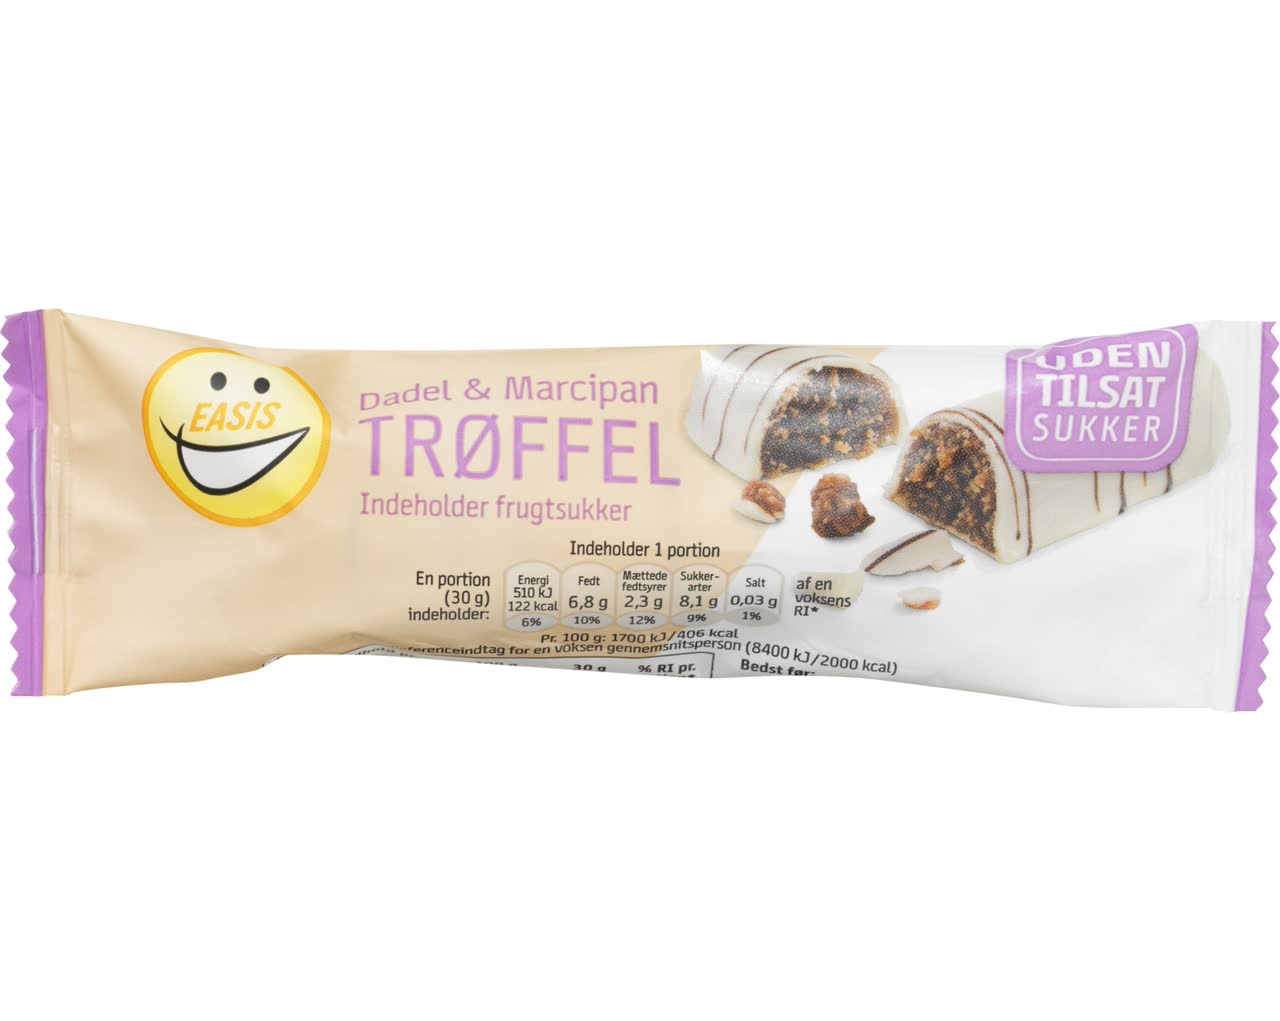 EASIS
Dadel & Marcipan
TRØFFEL
Indeholder frugtsukker
UDEN
TILSAT
SUKKER
Indeholder 1 portion
En portion
(30 g)
indeholder:
Energi
510 kJ
122 kcal
6%
Fedt
6,8 g
10%
Mættede
fedtsyrer
2,3 g
12%
Sukker-
arter
8,1 g
9%
Salt
0,03 g
1%
af en
voksens
RI*
Pr. 100 g: 1700 kJ/406 kcal
for en voksen gennemsnitsperson (8400 kJ/2000 kcal)
30 g % RI pr.
Bedst før: